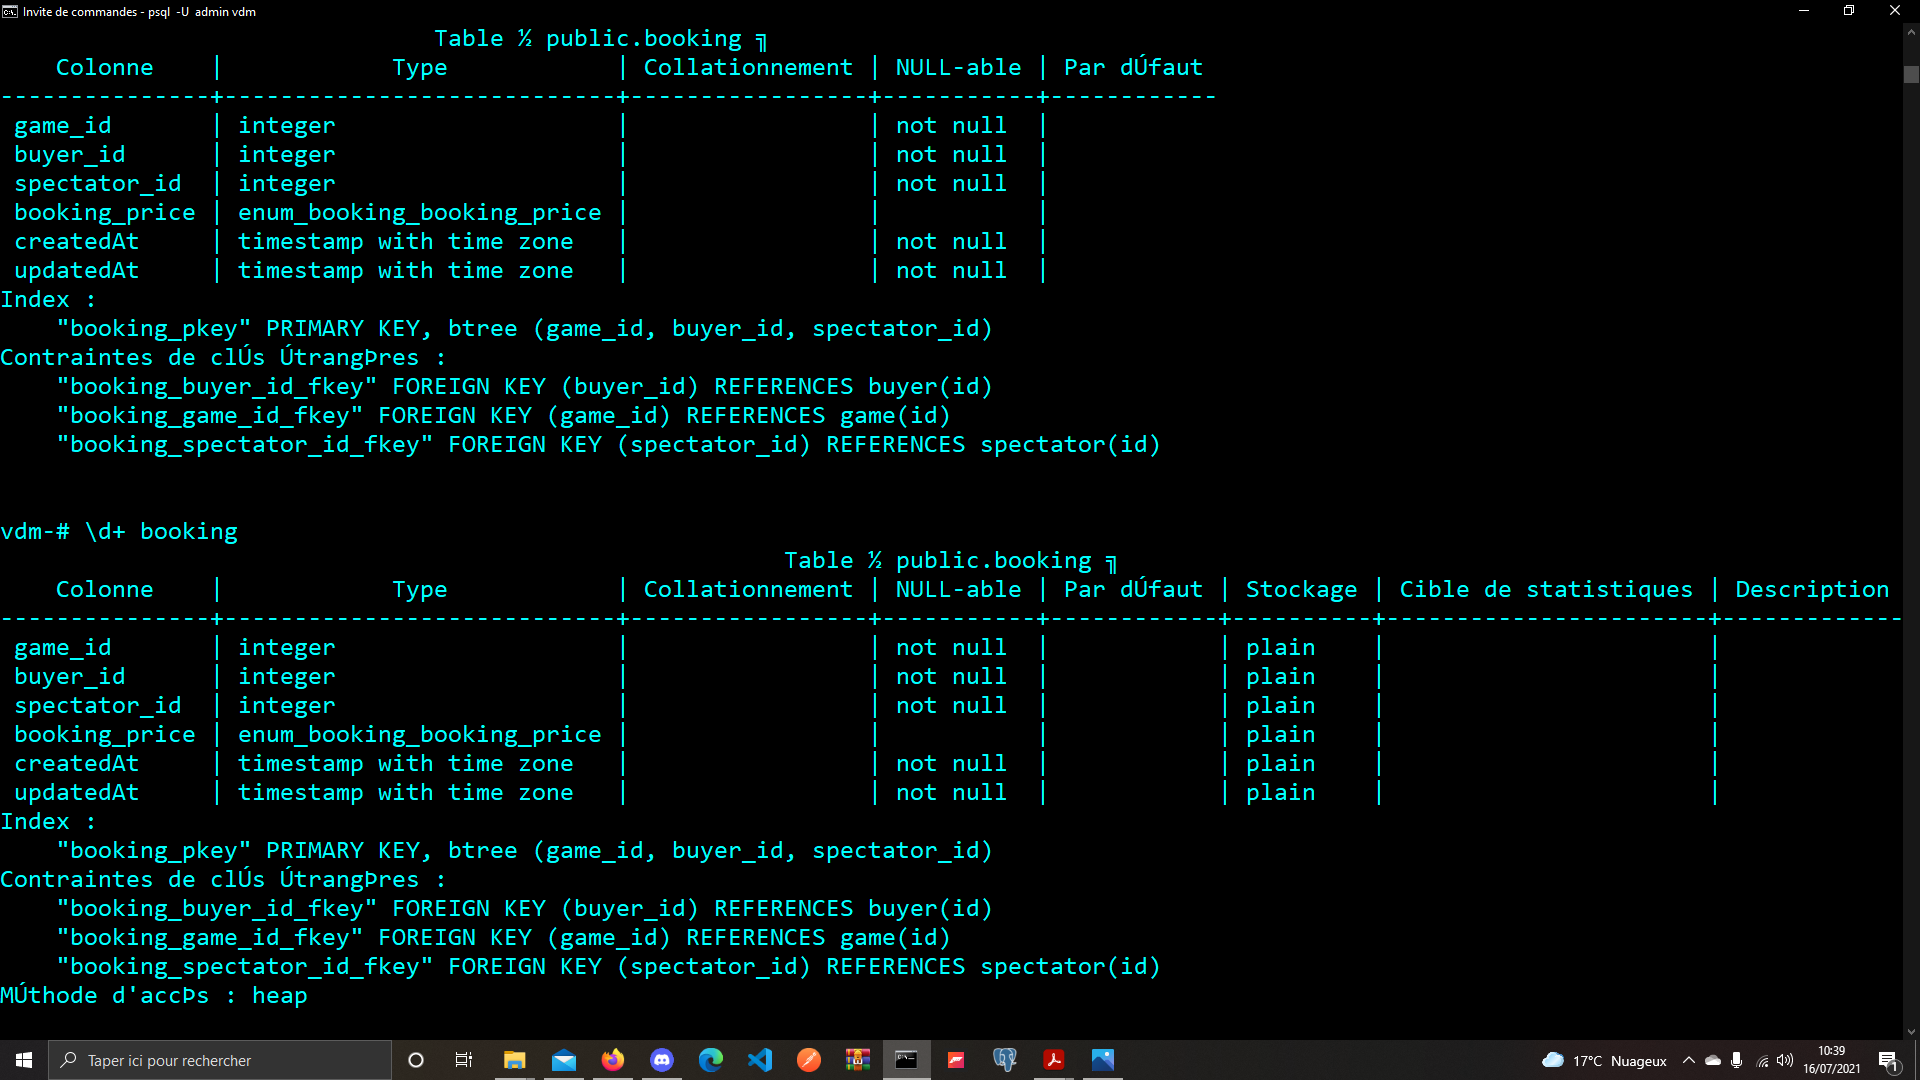 Invite de commandes - psql  -U  admin vdm
                               Table ½ public.booking ╗
    Colonne    |            Type            | Collationnement | NULL-able | Par dÚfaut
---------------+----------------------------+-----------------+-----------+------------
 game_id       | integer                    |                 | not null  |
 buyer_id      | integer                    |                 | not null  |
 spectator_id  | integer                    |                 | not null  |
 booking_price | enum_booking_booking_price |                 |           |
 createdAt     | timestamp with time zone   |                 | not null  |
 updatedAt     | timestamp with time zone   |                 | not null  |
Index :
    "booking_pkey" PRIMARY KEY, btree (game_id, buyer_id, spectator_id)
Contraintes de clÚs ÚtrangÞres :
    "booking_buyer_id_fkey" FOREIGN KEY (buyer_id) REFERENCES buyer(id)
    "booking_game_id_fkey" FOREIGN KEY (game_id) REFERENCES game(id)
    "booking_spectator_id_fkey" FOREIGN KEY (spectator_id) REFERENCES spectator(id)
vdm-# \d+ booking
                                                        Table ½ public.booking ╗
    Colonne    |            Type            | Collationnement | NULL-able | Par dÚfaut | Stockage | Cible de statistiques | Description
---------------+----------------------------+-----------------+-----------+------------+----------+-----------------------+-------------
 game_id       | integer                    |                 | not null  |            | plain    |                       |
 buyer_id      | integer                    |                 | not null  |            | plain    |                       |
 spectator_id  | integer                    |                 | not null  |            | plain    |                       |
 booking_price | enum_booking_booking_price |                 |           |            | plain    |                       |
 createdAt     | timestamp with time zone   |                 | not null  |            | plain    |                       |
 updatedAt     | timestamp with time zone   |                 | not null  |            | plain    |                       |
Index :
    "booking_pkey" PRIMARY KEY, btree (game_id, buyer_id, spectator_id)
Contraintes de clÚs ÚtrangÞres :
    "booking_buyer_id_fkey" FOREIGN KEY (buyer_id) REFERENCES buyer(id)
    "booking_game_id_fkey" FOREIGN KEY (game_id) REFERENCES game(id)
    "booking_spectator_id_fkey" FOREIGN KEY (spectator_id) REFERENCES spectator(id)
MÚthode d'accÞs : heap
Taper ici pour rechercher
17°C Nuageux
10:39
16/07/2021
1